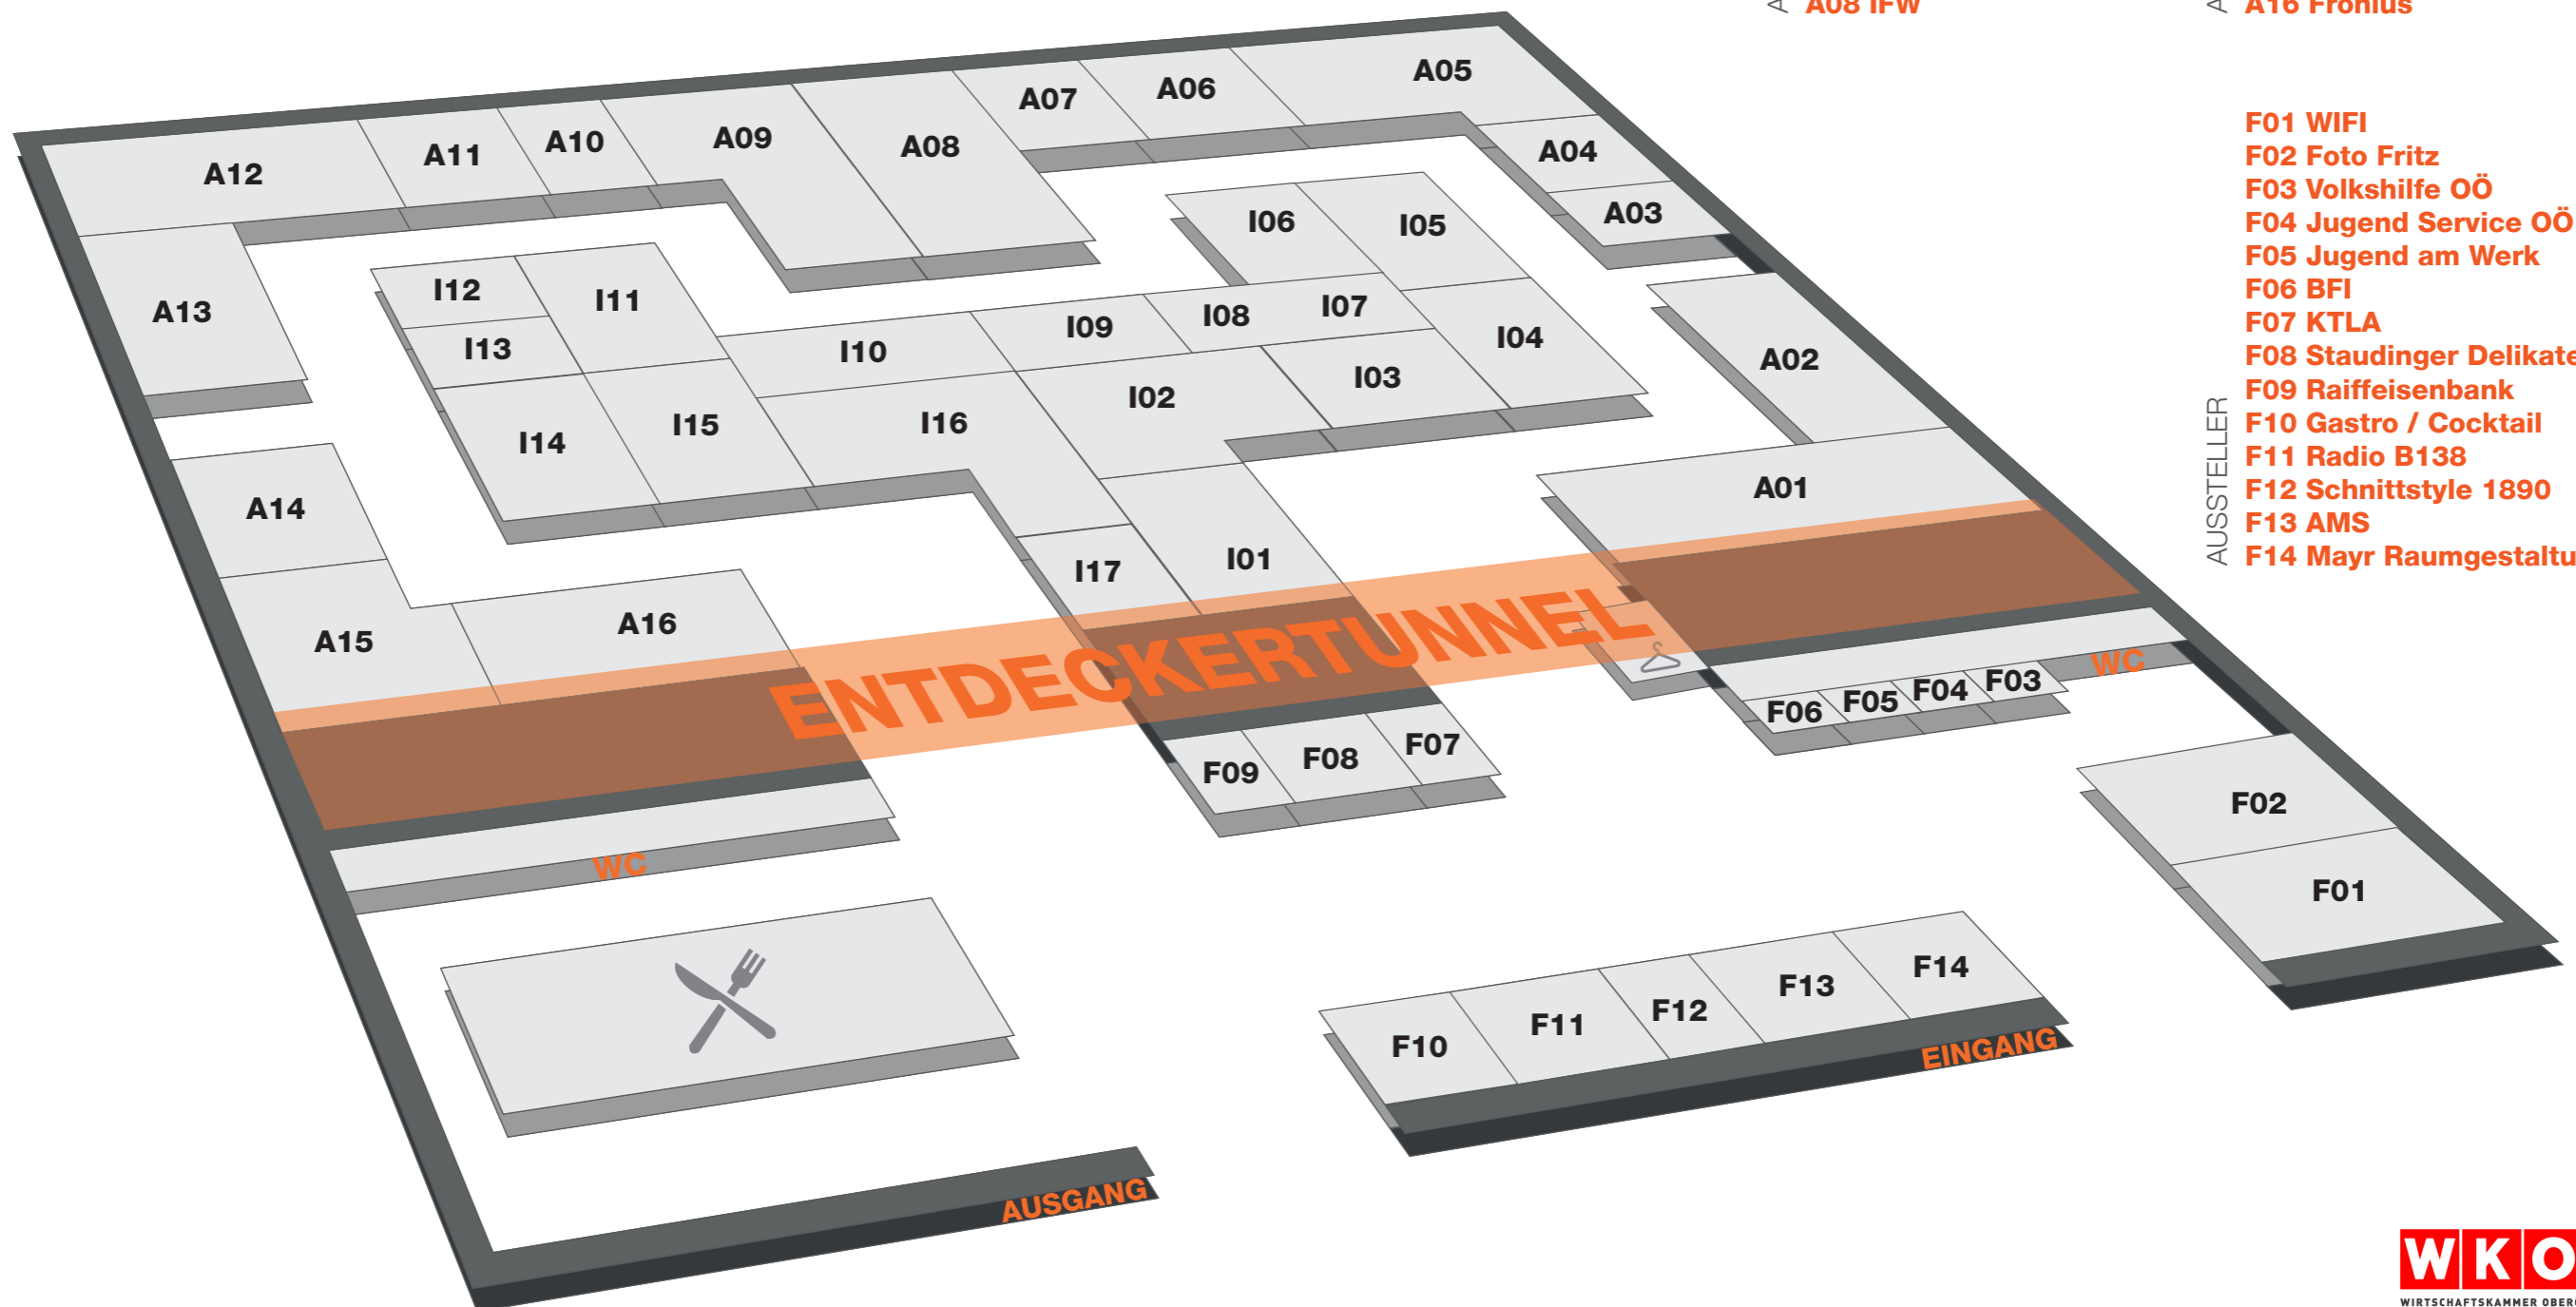 A08 IFW
A16 Fronius
F01 WIFI
F02 Foto Fritz
F03 Volkshilfe OÖ
F04 Jugend Service OÖ
F05 Jugend am Werk
F06 BFI
F07 KTLA
F08 Staudinger Delikate
F09 Raiffeisenbank
F10 Gastro / Cocktail
F11 Radio B138
F12 Schnittstyle 1890
F13 AMS
F14 Mayr Raumgestaltu
AUSSTELLER
A05
A06
A07
A08
A09
A10
A11
A12
A04
A03
A13
I06
I05
I12
I11
I13
I10
I09
I08
I07
I04
A02
I14
I15
I16
I02
I03
A14
A01
I17
I01
A15
A16
ENTDECKERTUNNEL
WC
F06
F05
F04
F03
F09
F08
F07
F02
F01
WC
F10
F11
F12
F13
F14
EINGANG
AUSGANG
WKO
WIRTSCHAFTSKAMMER OBER